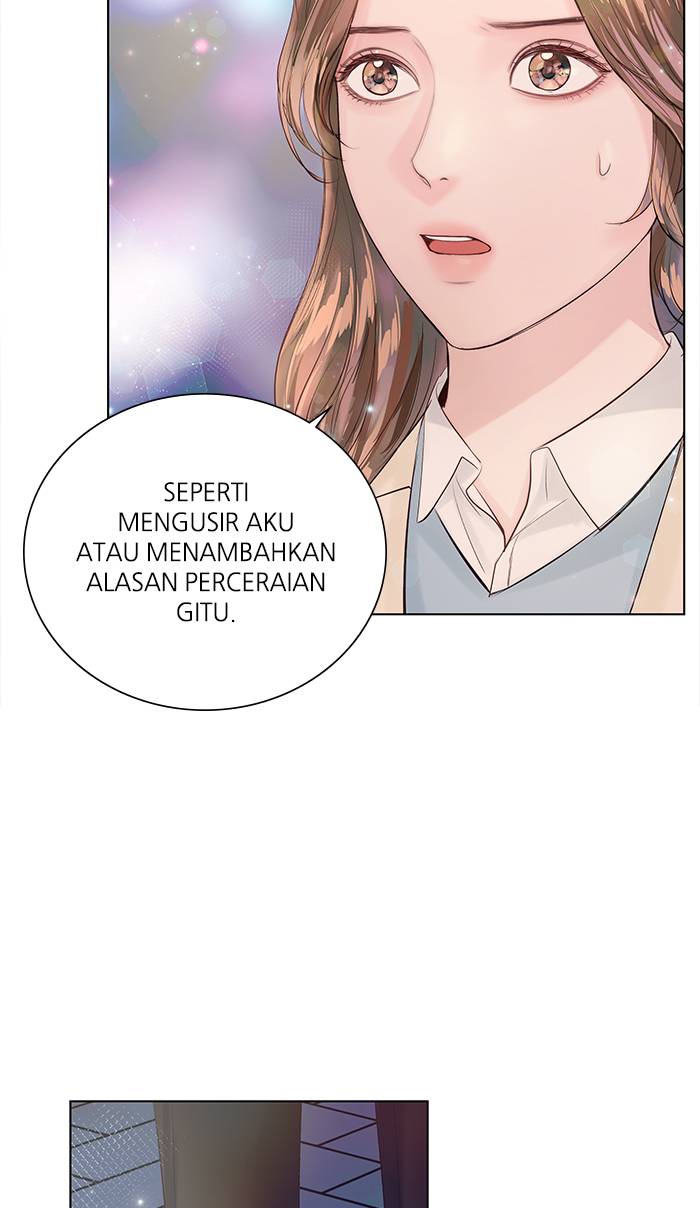 SEPERTI
MENGUSIR AKU
ATAU MENAMBAHKAN
ALASAN PERCERAIAN
GITU.